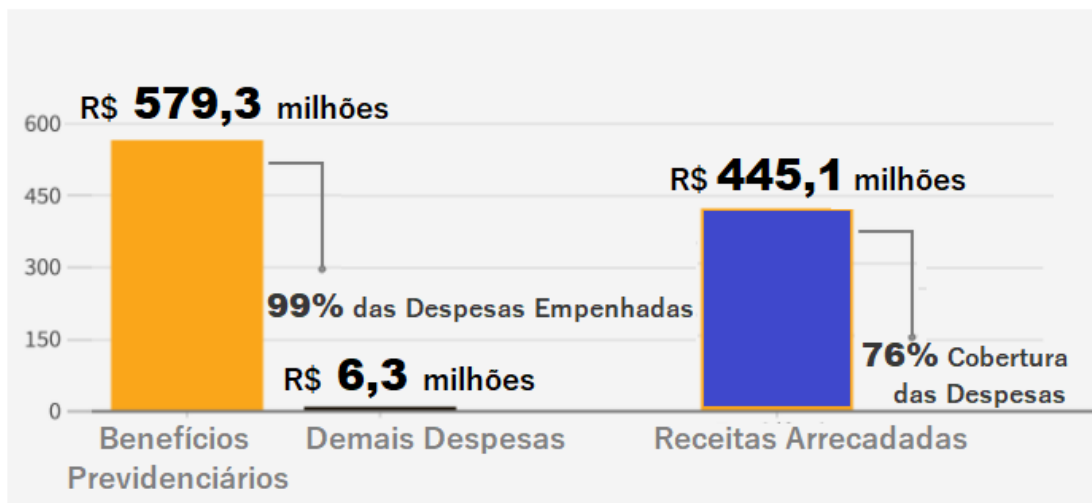 R$ 579,3 milhões
600
R$ 445,1 milhões
450
300
99% das Despesas Empenhadas
150
76% Cobertura
das Despesas
R$ 6,3 milhões
0
Benefícios
Previdenciários
Demais Despesas
Receitas Arrecadadas